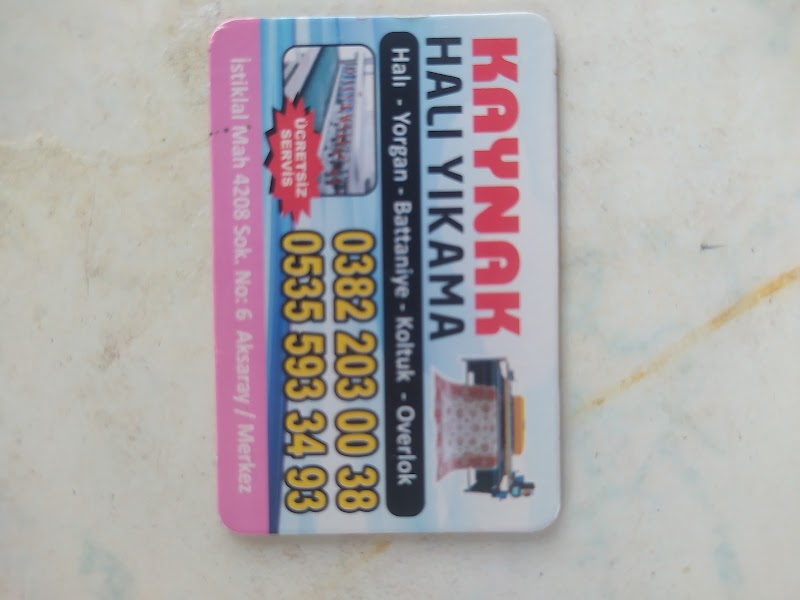 KAYNAK
HALI YIKAMA
Halı - Yorgan - Battaniye - Koltuk - Overlok
ÜCRETSİZ
SERVİS
0382 203 00 38
0535 593 34 93
İstiklal Mah 4208 Sok. No: 6 Aksaray / Merkez